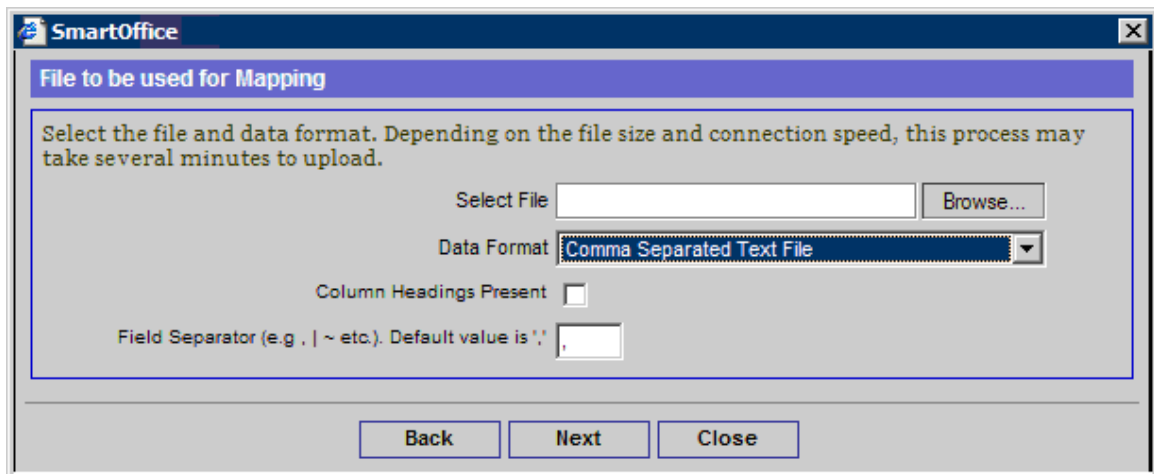 SmartOffice
File to be used for Mapping
Select the file and data format. Depending on the file size and connection speed, this process may
take several minutes to upload.
Select File Browse...
Data Format Comma Separated Text File
Column Headings Present
Field Separator (e.g , | ~ etc.). Default value is ',' ,
Back Next Close